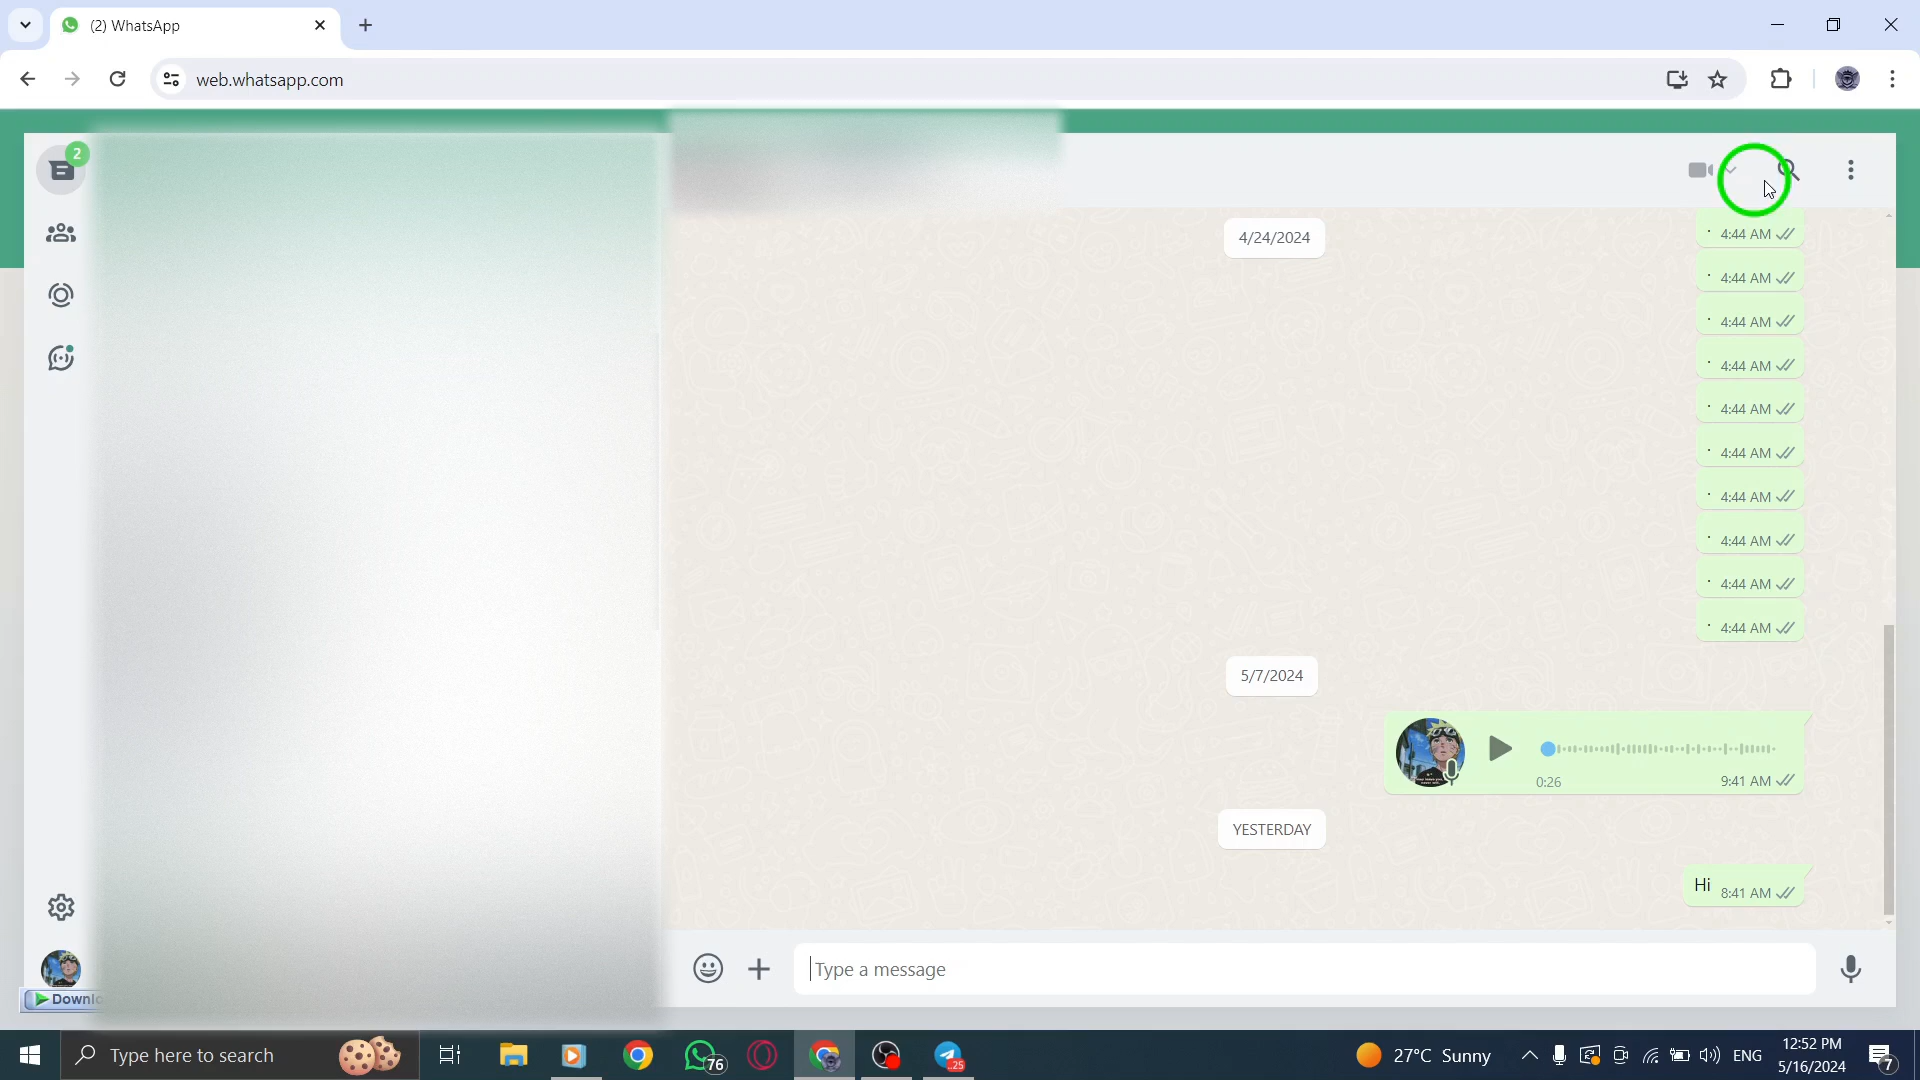 (2) WhatsApp
web.whatsapp.com
2
4/24/2024
. 4:44 AM
. 4:44 AM
. 4:44 AM
. 4:44 AM
. 4:44 AM
. 4:44 AM
. 4:44 AM
. 4:44 AM
. 4:44 AM
. 4:44 AM
5/7/2024
0:26
9:41 AM
YESTERDAY
Hi 8:41 AM
Type a message
Type here to search
76
25
27°C Sunny
ENG
12:52 PM
5/16/2024
7